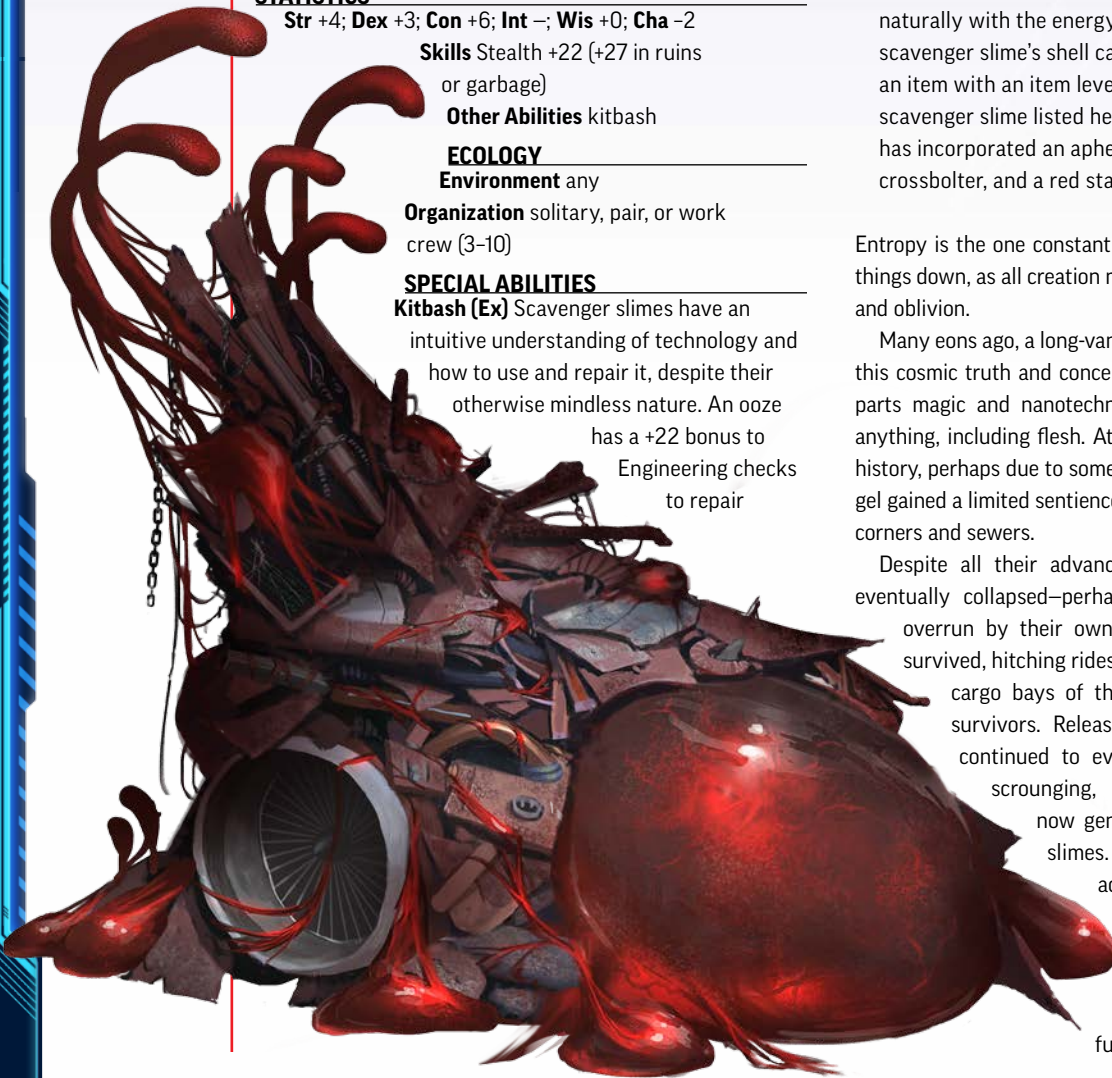 STATISTICS
Str +4; Dex +3; Con +6; Int —; Wis +0; Cha –2
Skills Stealth +22 (+27 in ruins
or garbage)
Other Abilities kitbash
ECOLOGY
Environment any
Organization solitary, pair, or work
crew (3–10)
SPECIAL ABILITIES
Kitbash (Ex) Scavenger slimes have an
intuitive understanding of technology and
how to use and repair it, despite their
otherwise mindless nature. An ooze
has a +22 bonus to
Engineering checks
to repair
naturally with the energy
scavenger slime's shell ca
an item with an item leve
scavenger slime listed he
has incorporated an aphe
crossbolter, and a red sta
Entropy is the one constant
things down, as all creation
and oblivion.
Many eons ago, a long-var
this cosmic truth and conce
parts magic and nanotechn
anything, including flesh. At
history, perhaps due to some
gel gained a limited sentience
corners and sewers.
Despite all their advanc
eventually collapsed—perha
overrun by their own
survived, hitching rides
cargo bays of th
survivors. Releas
continued to ev
scrounging,
now gen
slimes.
ac
fu